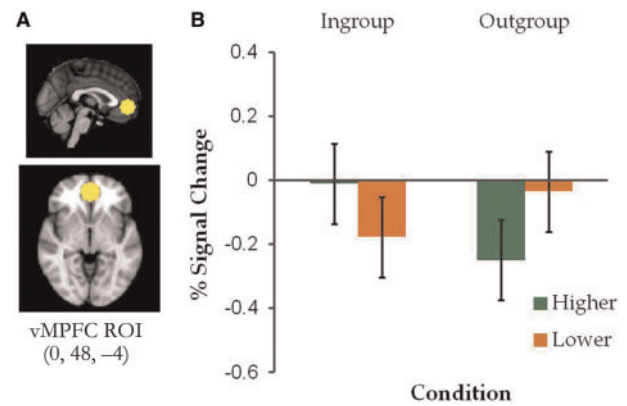 A
vMPFC ROI
(0, 48, –4)
B
Ingroup Outgroup
% Signal Change
0.4
0.2
0
-0.2
-0.4
-0.6
Higher
Lower
Condition